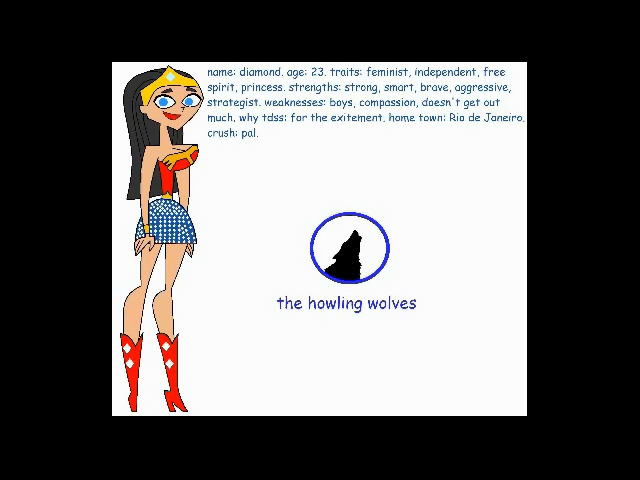 name: diamond. age: 23. traits: feminist, independent, free
spirit, princess. strengths: strong, smart, brave, aggressive,
strategist. weaknesses: boys, compassion, doesn't get out
much. why tdss: for the exitement. home town: Rio de Janeiro.
crush: pal.
the howling wolves